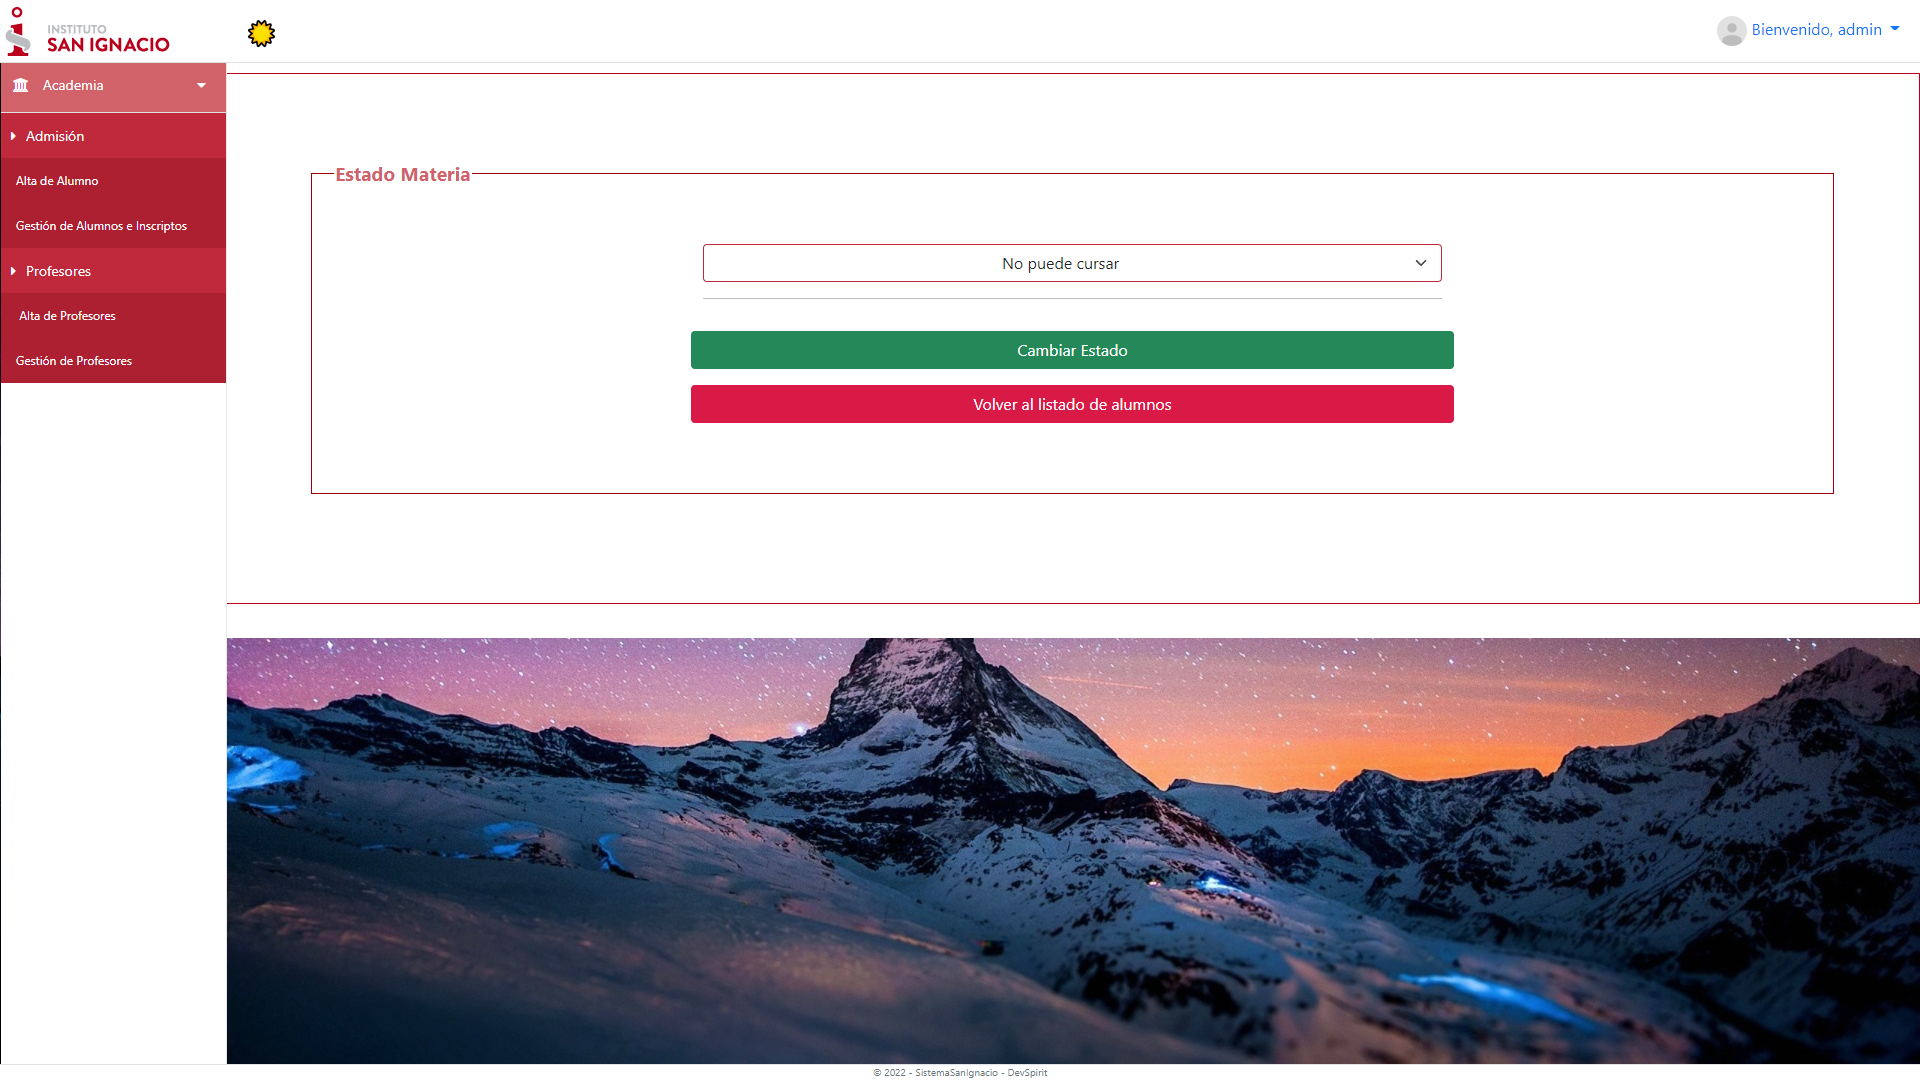 INSTITUTO
SAN IGNACIO
Bienvenido, admin
Academia
Admisión
Alta de Alumno
Gestión de Alumnos e Inscriptos
Profesores
Alta de Profesores
Gestión de Profesores
Estado Materia
No puede cursar
Cambiar Estado
Volver al listado de alumnos
© 2022 - SistemaSanIgnacio - DevSpirit